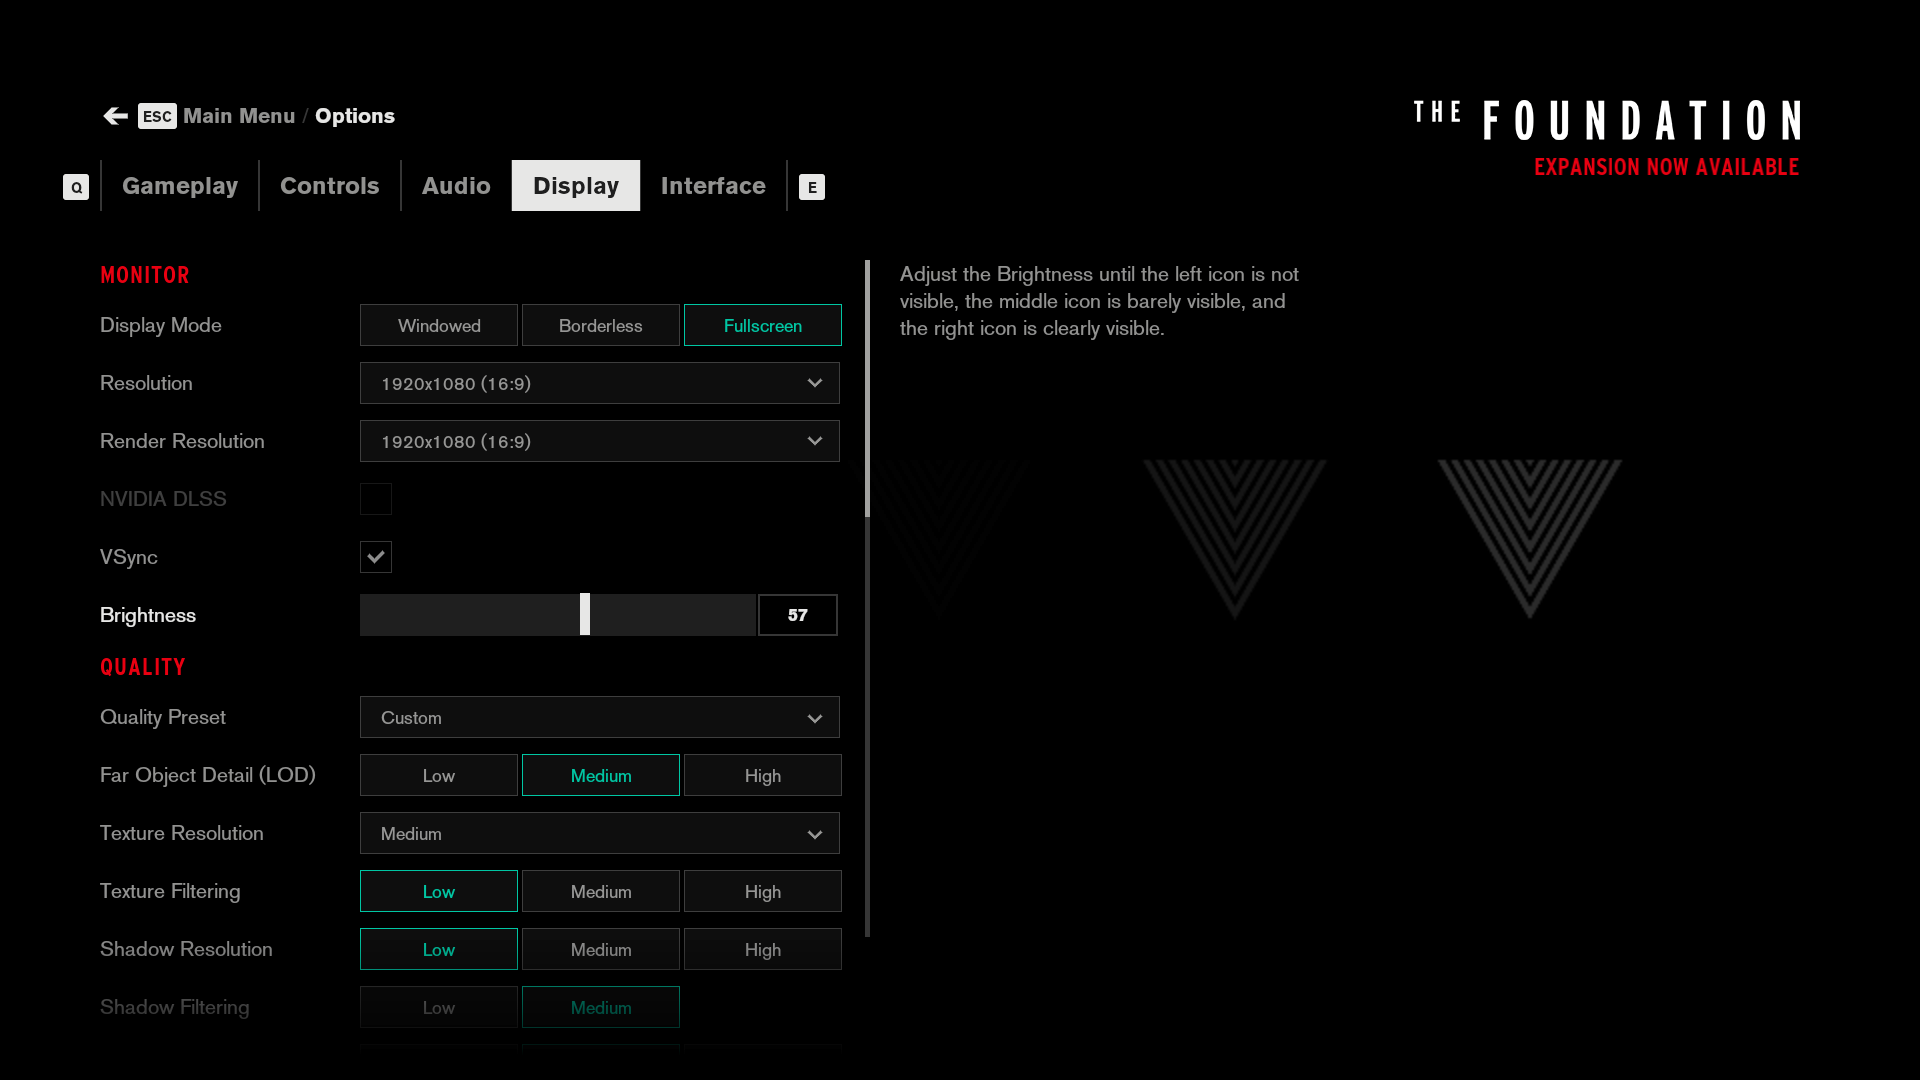 ESC Main Menu / Options
THE FOUNDATION
EXPANSION NOW AVAILABLE
Q Gameplay Controls Audio Display Interface E
MONITOR
Display Mode Windowed Borderless Fullscreen
Resolution 1920x1080 (16:9)
Render Resolution 1920x1080 (16:9)
NVIDIA DLSS
VSync
Brightness 57
QUALITY
Quality Preset Custom
Far Object Detail (LOD) Low Medium High
Texture Resolution Medium
Texture Filtering Low Medium High
Shadow Resolution Low Medium High
Shadow Filtering Low Medium
Adjust the Brightness until the left icon is not
visible, the middle icon is barely visible, and
the right icon is clearly visible.